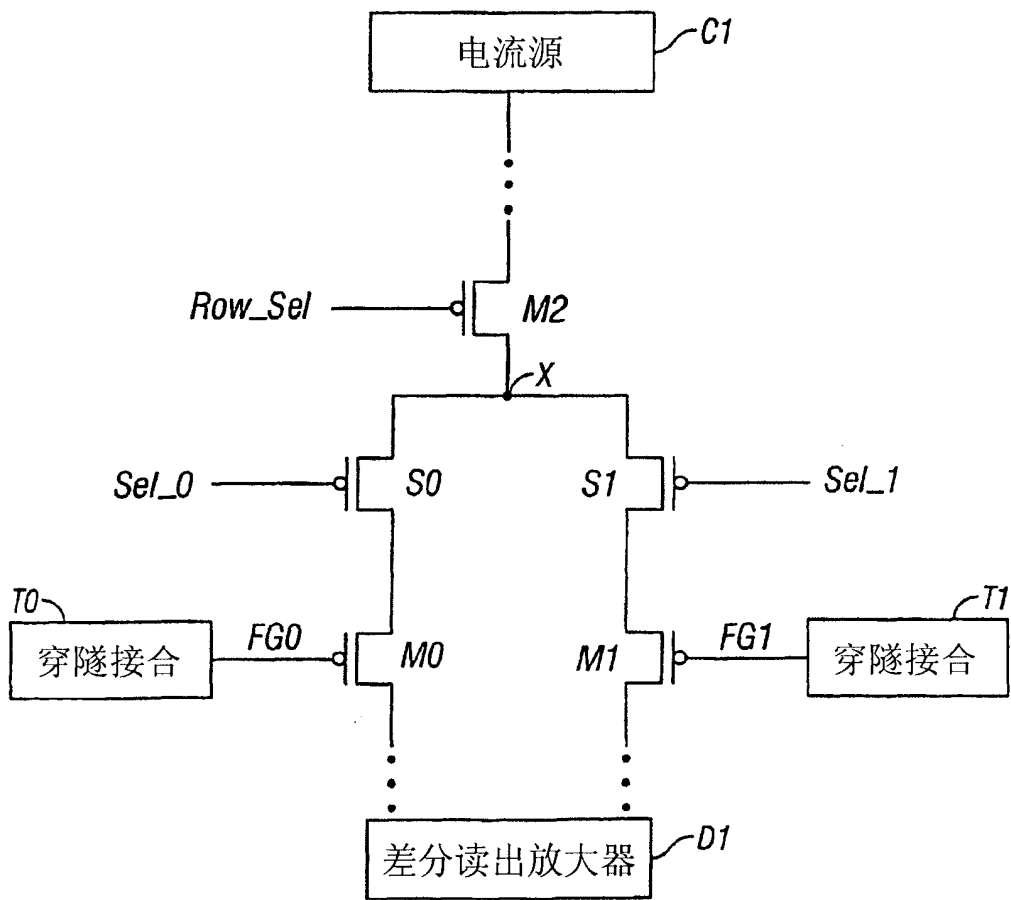 电流源
C1
Row_Sel
M2
X
Sel_0
S0
S1
Sel_1
T0
穿隧接合
FG0
M0
M1
FG1
T1
穿隧接合
差分读出放大器
D1